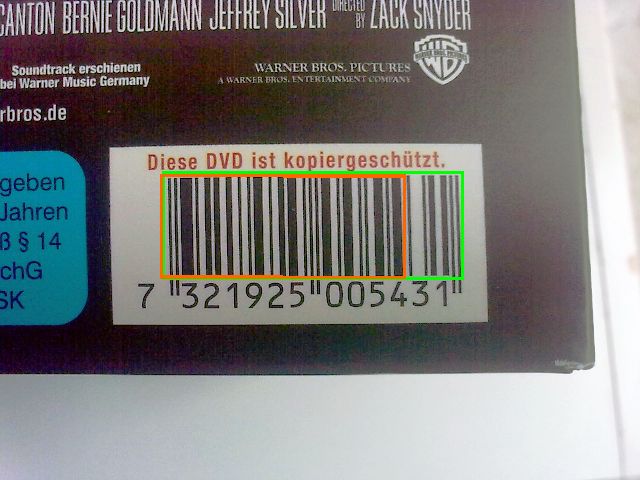 CANTON BERNIE GOLDMANN JEFFREY SILVER DIRECTED BY ZACK SNYDER
Soundtrack erschienen
bei Warner Music Germany
WARNER BROS. PICTURES
A WARNER BROS. ENTERTAINMENT COMPANY
WB
rbros.de
Diese DVD ist kopiergeschützt.
geben
Jahren
ß § 14
chG
SK
7 321925 005431